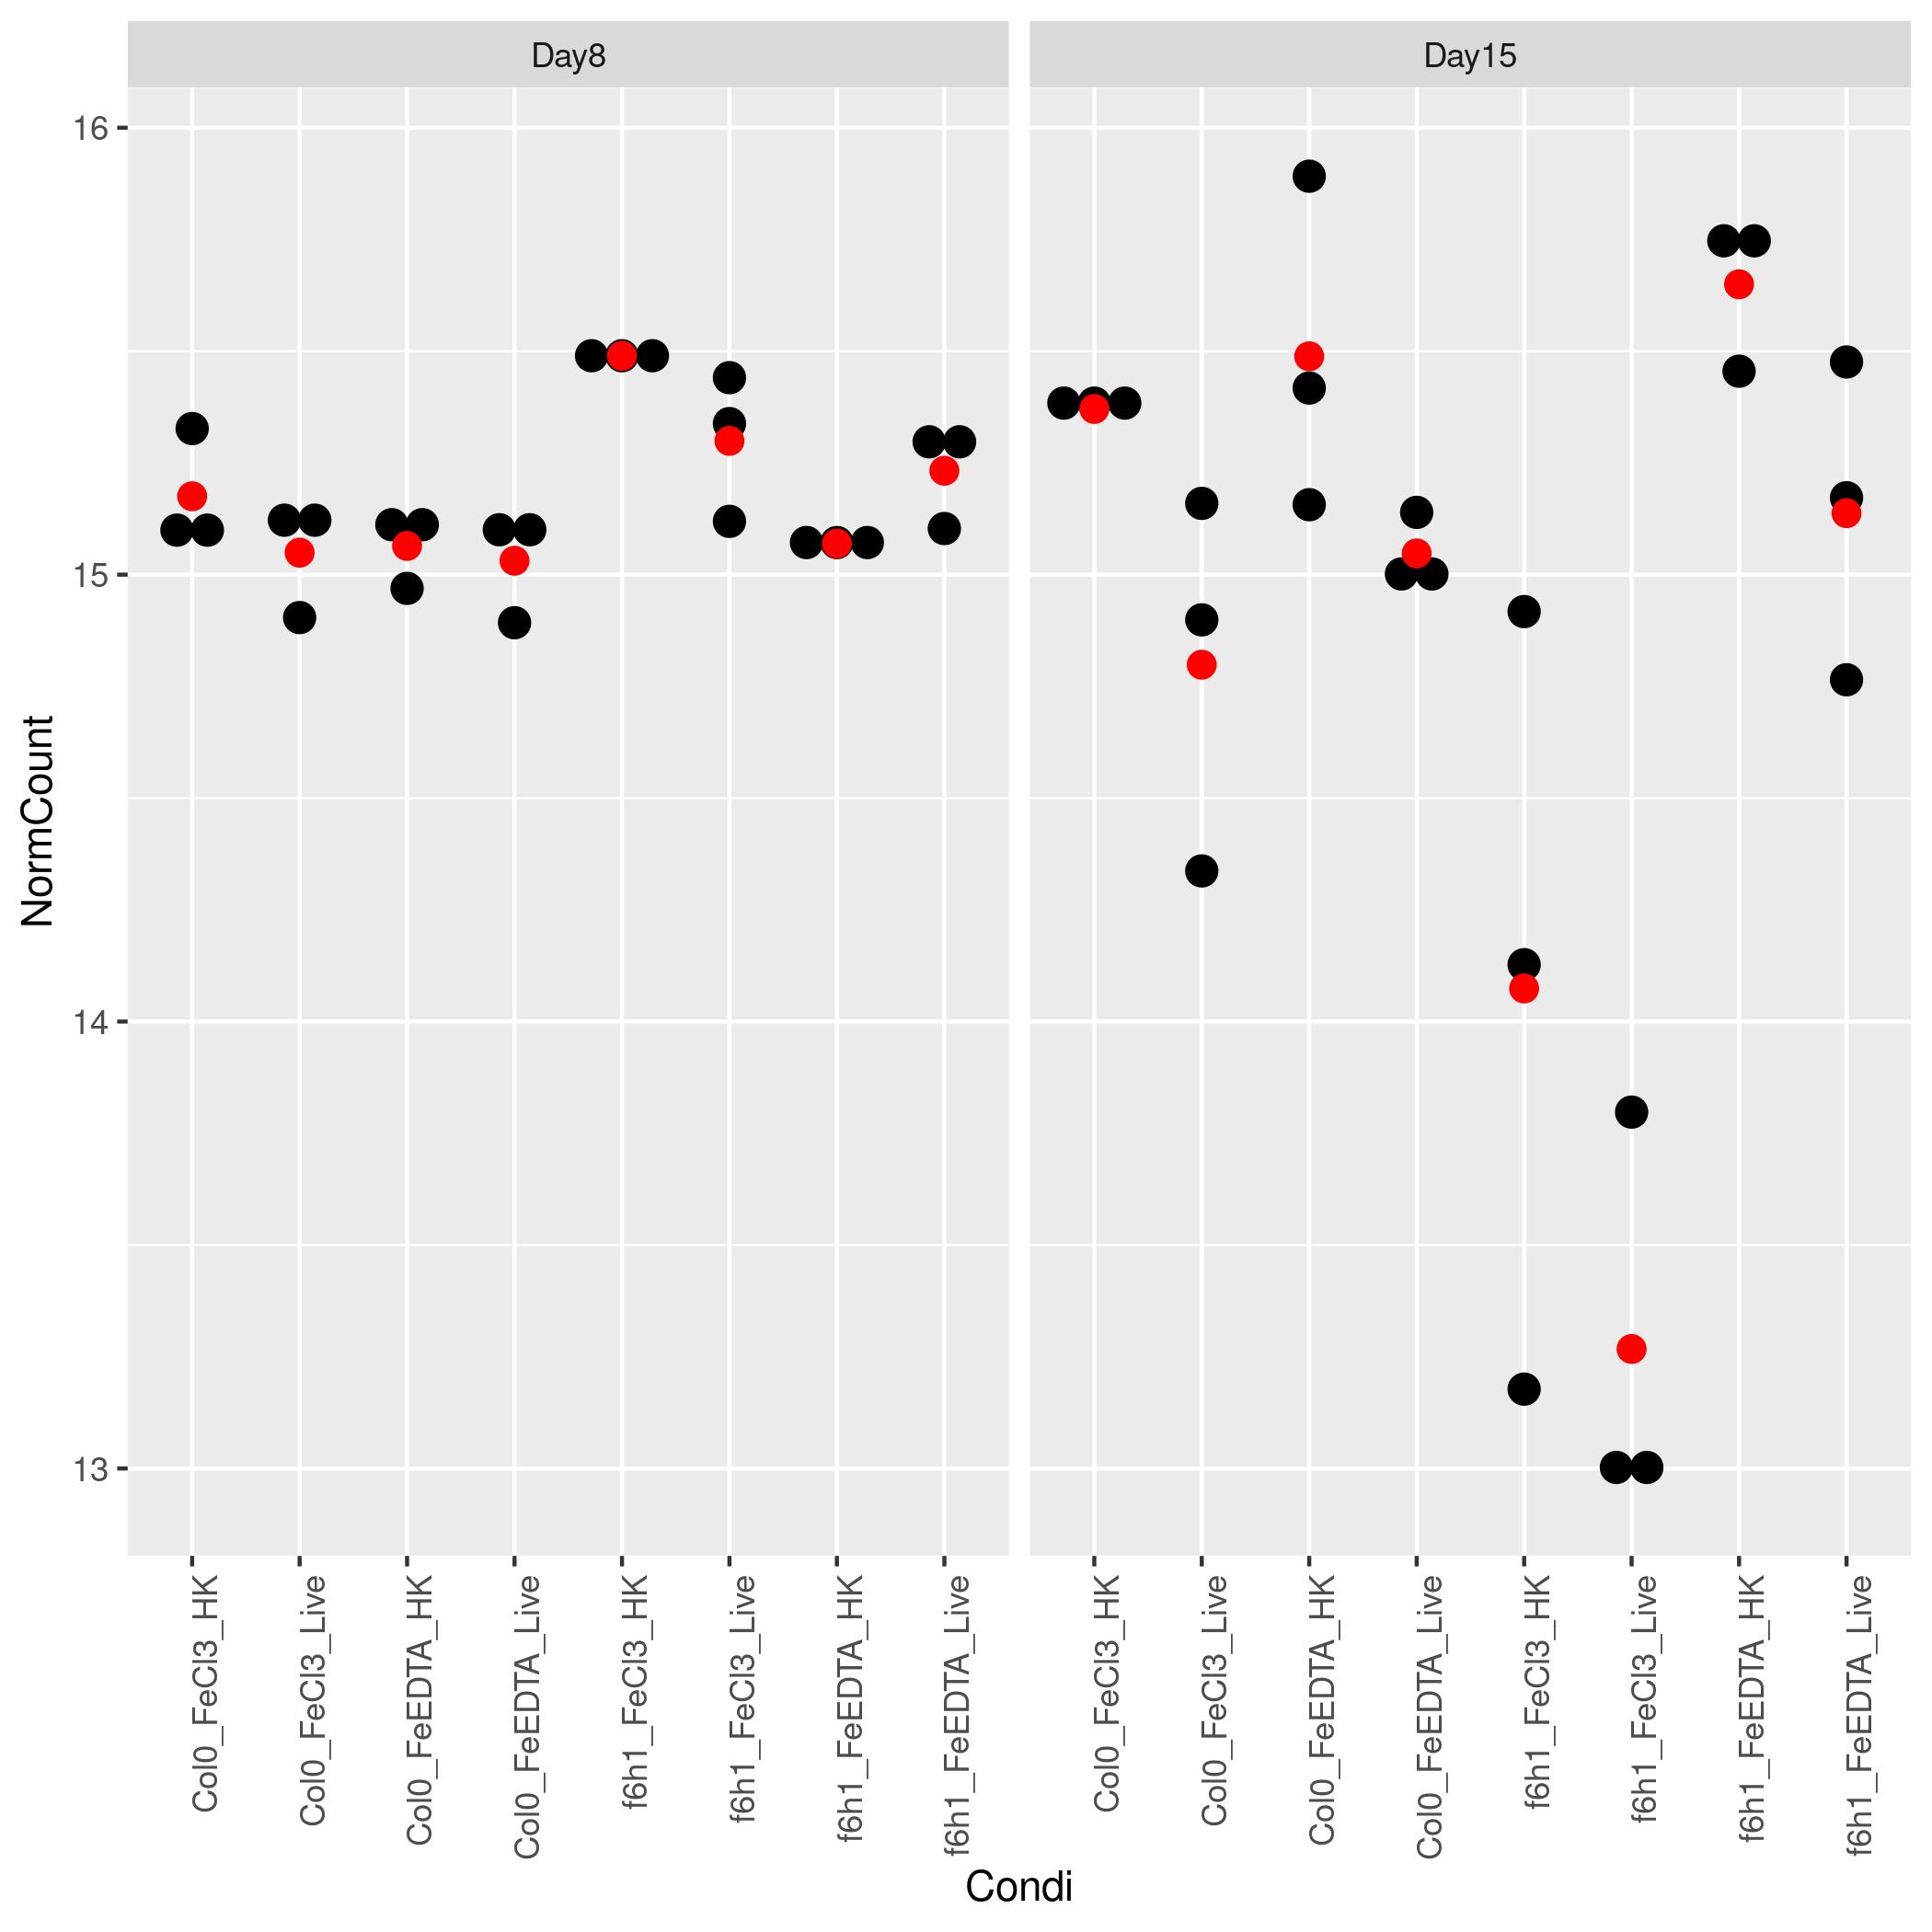 Day8
Day15
16
15
14
13
NormCount
Col0_FeCl3_HK
Col0_FeCl3_Live
Col0_FeEDTA_HK
Col0_FeEDTA_Live
f6h1_FeCl3_HK
f6h1_FeCl3_Live
f6h1_FeEDTA_HK
f6h1_FeEDTA_Live
Col0_FeCl3_HK
Col0_FeCl3_Live
Col0_FeEDTA_HK
Col0_FeEDTA_Live
f6h1_FeCl3_HK
f6h1_FeCl3_Live
f6h1_FeEDTA_HK
f6h1_FeEDTA_Live
Condi